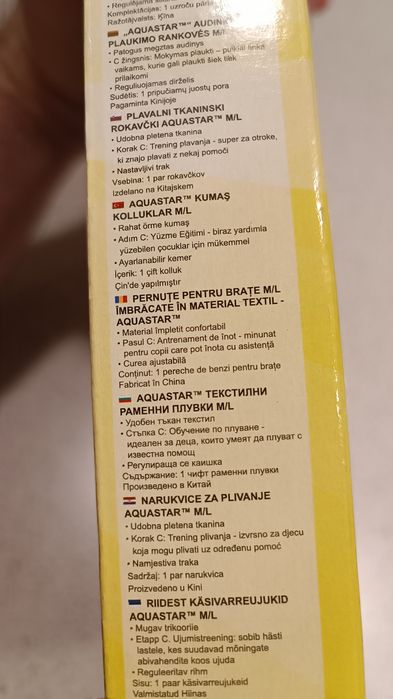 • Reguliojams
Komplektācijā: 1 uzroču pāris
Ražotājvalsts: Ķīna
„AQUASTAR™“ AUDIN
PLAUKIMO RANKOVĖS M/L
• Patogus megztas audinys
• C žingsnis: Mokymas plaukti – puikiai tinka
vaikams, kurie gali plaukti šiek tiek
prilaikomi
• Reguliuojamas dirželis
Sudėtis: 1 pripučiamų juostų pora
Pagaminta Kinijoje
PLAVALNI TKANINSKI
ROKAVČKI AQUASTAR™ M/L
• Udobna pletena tkanina
• Korak C: Trening plavanja - super za otroke,
ki znajo plavati z nekaj pomoči
• Nastavljivi trak
Vsebina: 1 par rokavčkov
Izdelano na Kitajskem
AQUASTAR™ KUMAŞ
KOLLUKLAR M/L
• Rahat örme kumaş
• Adım C: Yüzme Eğitimi - biraz yardımla
yüzebilen çocuklar için mükemmel
• Ayarlanabilir kemer
İçerik: 1 çift kolluk
Çin'de yapılmıştır
PERNUȚE PENTRU BRAȚE M/L
ÎMBRĂCATE ÎN MATERIAL TEXTIL -
AQUASTAR™
• Material împletit confortabil
• Pasul C: Antrenament de înot - minunat
pentru copii care pot înota cu asistență
• Curea ajustabilă
Conținut: 1 pereche de benzi pentru brațe
Fabricat în China
AQUASTAR™ ТЕКСТИЛНИ
РАМЕННИ ПЛУВКИ M/L
• Удобен тъкан текстил
• Стъпка C: Обучение по плуване -
идеален за деца, които умеят да плуват с
известна помощ
• Регулираща се каишка
Съдържание: 1 чифт раменни плувки
Произведено в Китай
NARUKVICE ZA PLIVANJE
AQUASTAR™ M/L
• Udobna pletena tkanina
• Korak C: Trening plivanja - izvrsno za djecu
koja mogu plivati uz određenu pomoć
• Namjestiva traka
Sadržaj: 1 par narukvica
Proizvedeno u Kini
RIIDEST KÄSIVARREUJUKID
AQUASTAR™ M/L
• Mugav trikooriie
• Etapp C. Ujumistreening: sobib hästi
lastele, kes suudavad mõningate
abivahendite koos ujuda
• Reguleeritav rihm
Sisu: 1 paar käsivarreujukeid
Valmistatud Hiinas